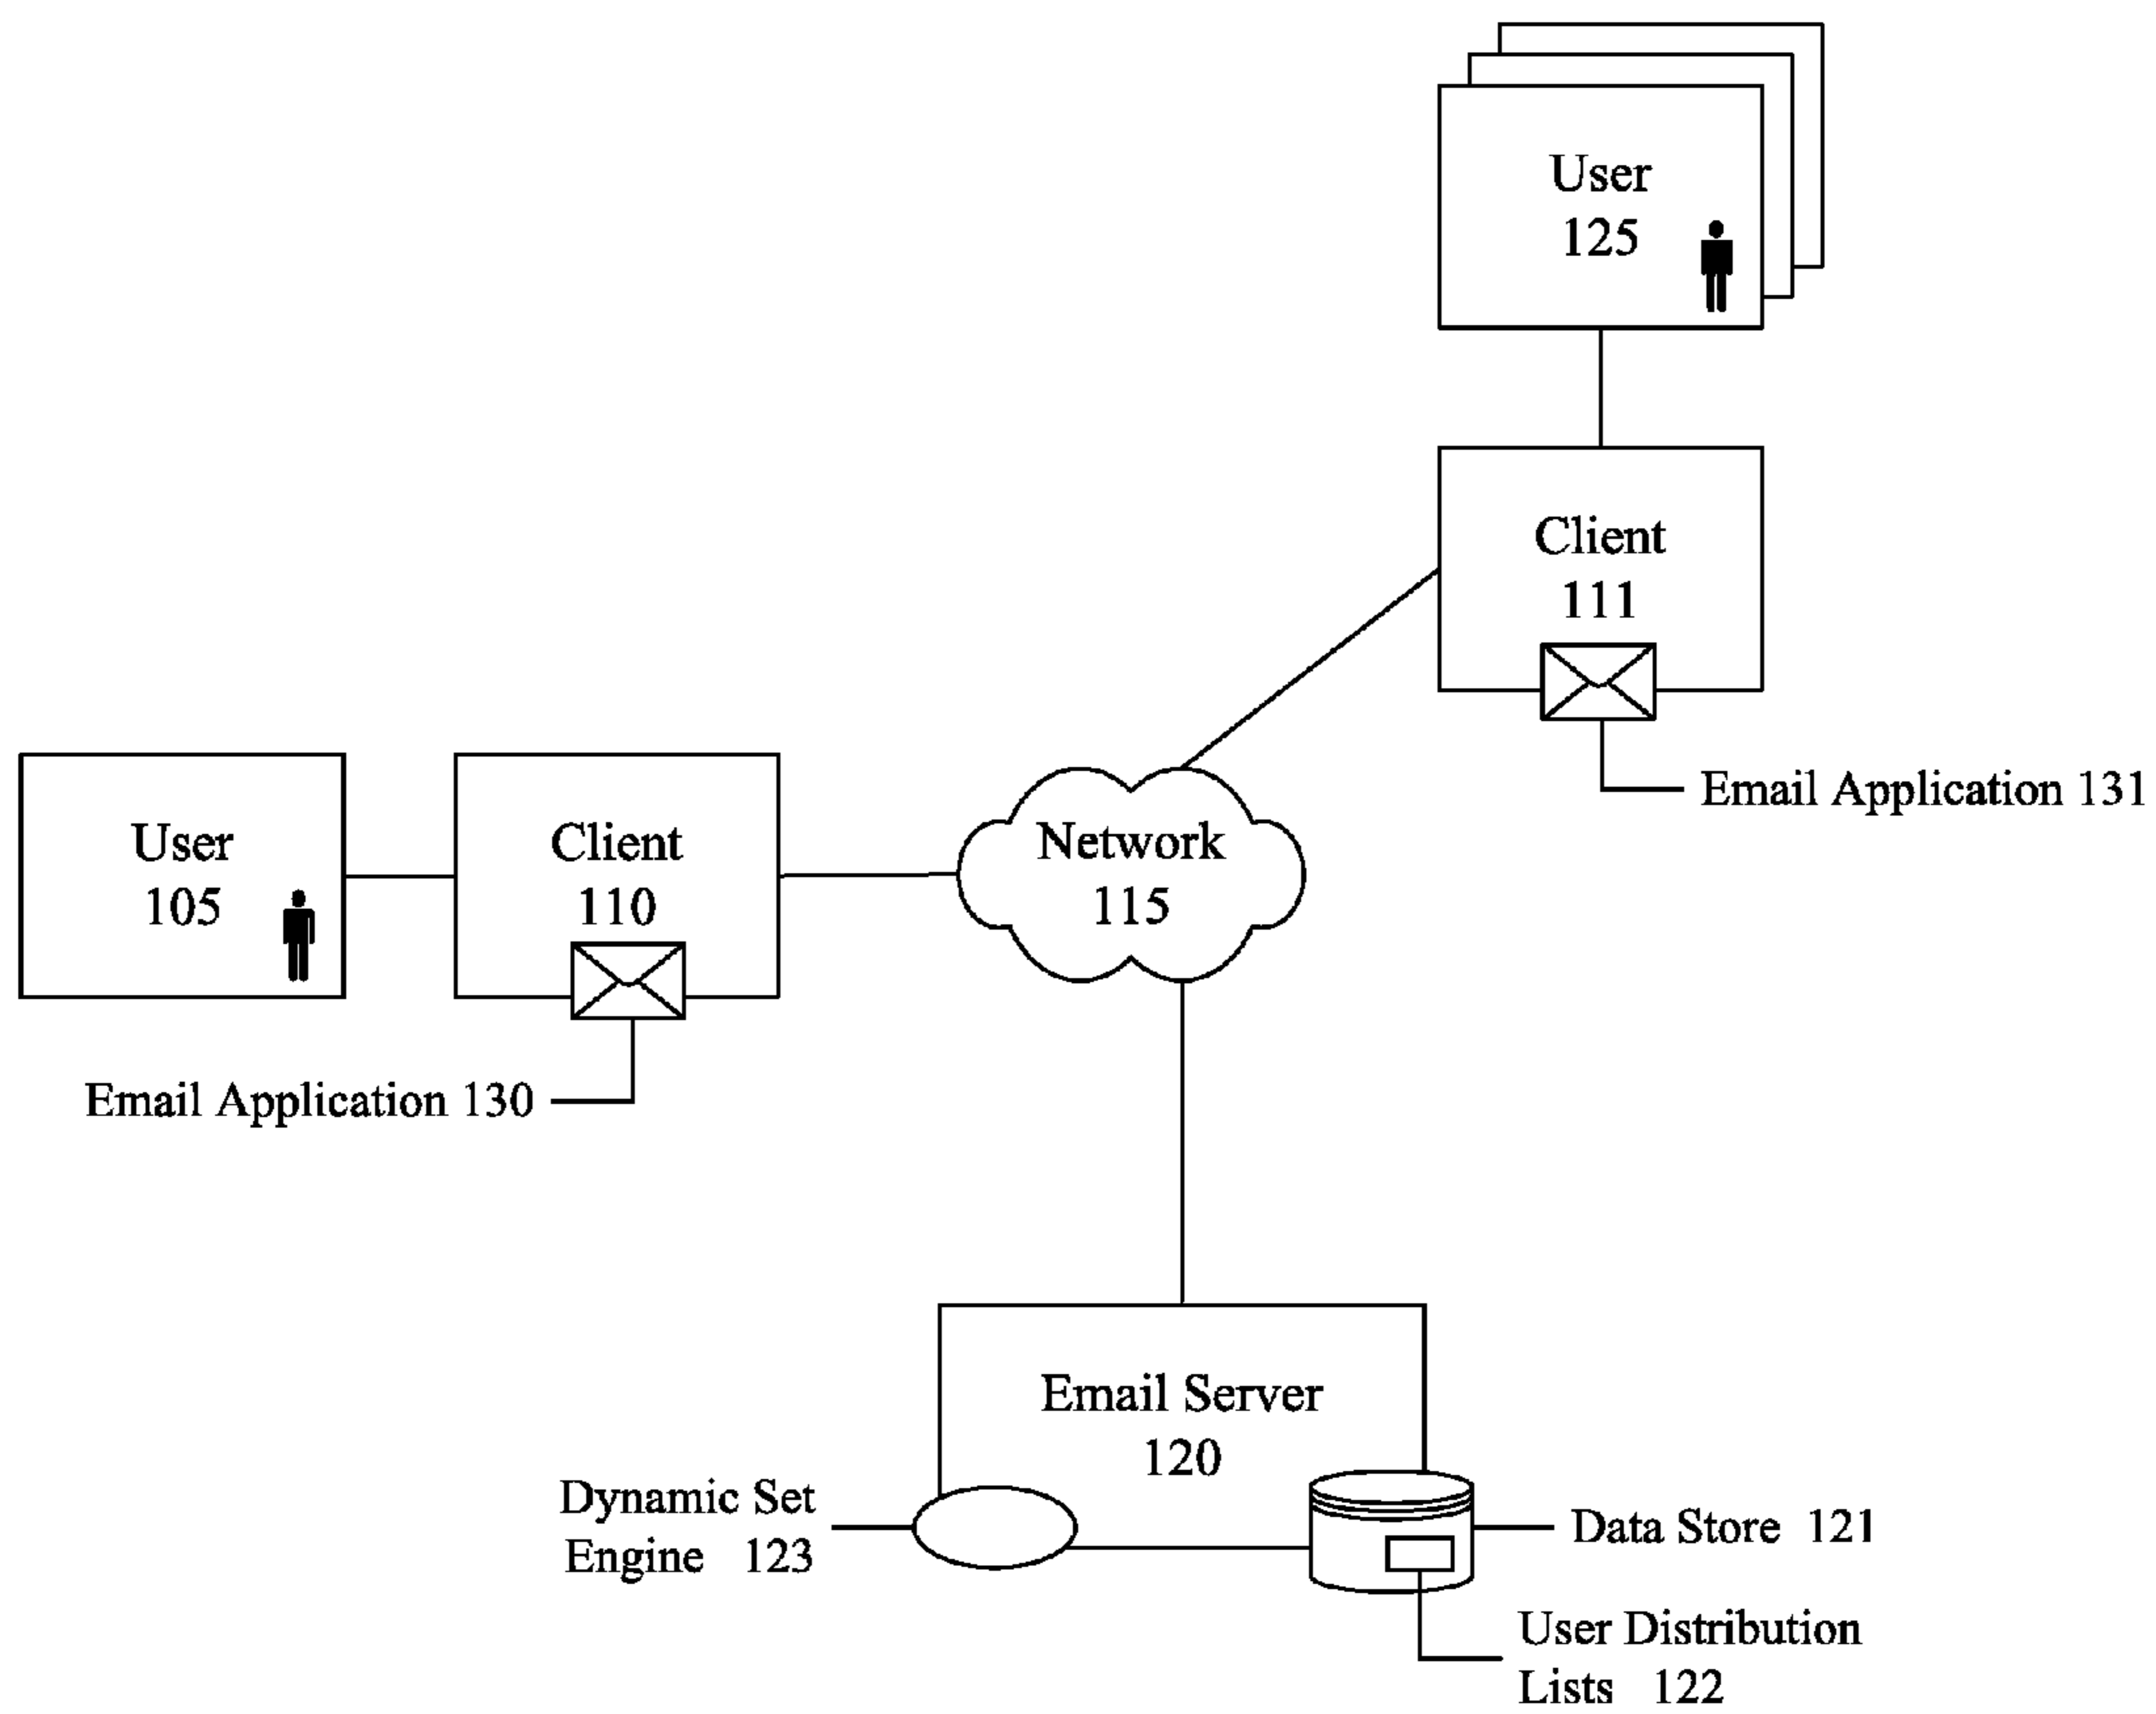 User
125
Client
111
Email Application 131
User
105
Client
110
Network
115
Email Application 130
Email Server
120
Dynamic Set
Engine 123
Data Store 121
User Distribution
Lists 122